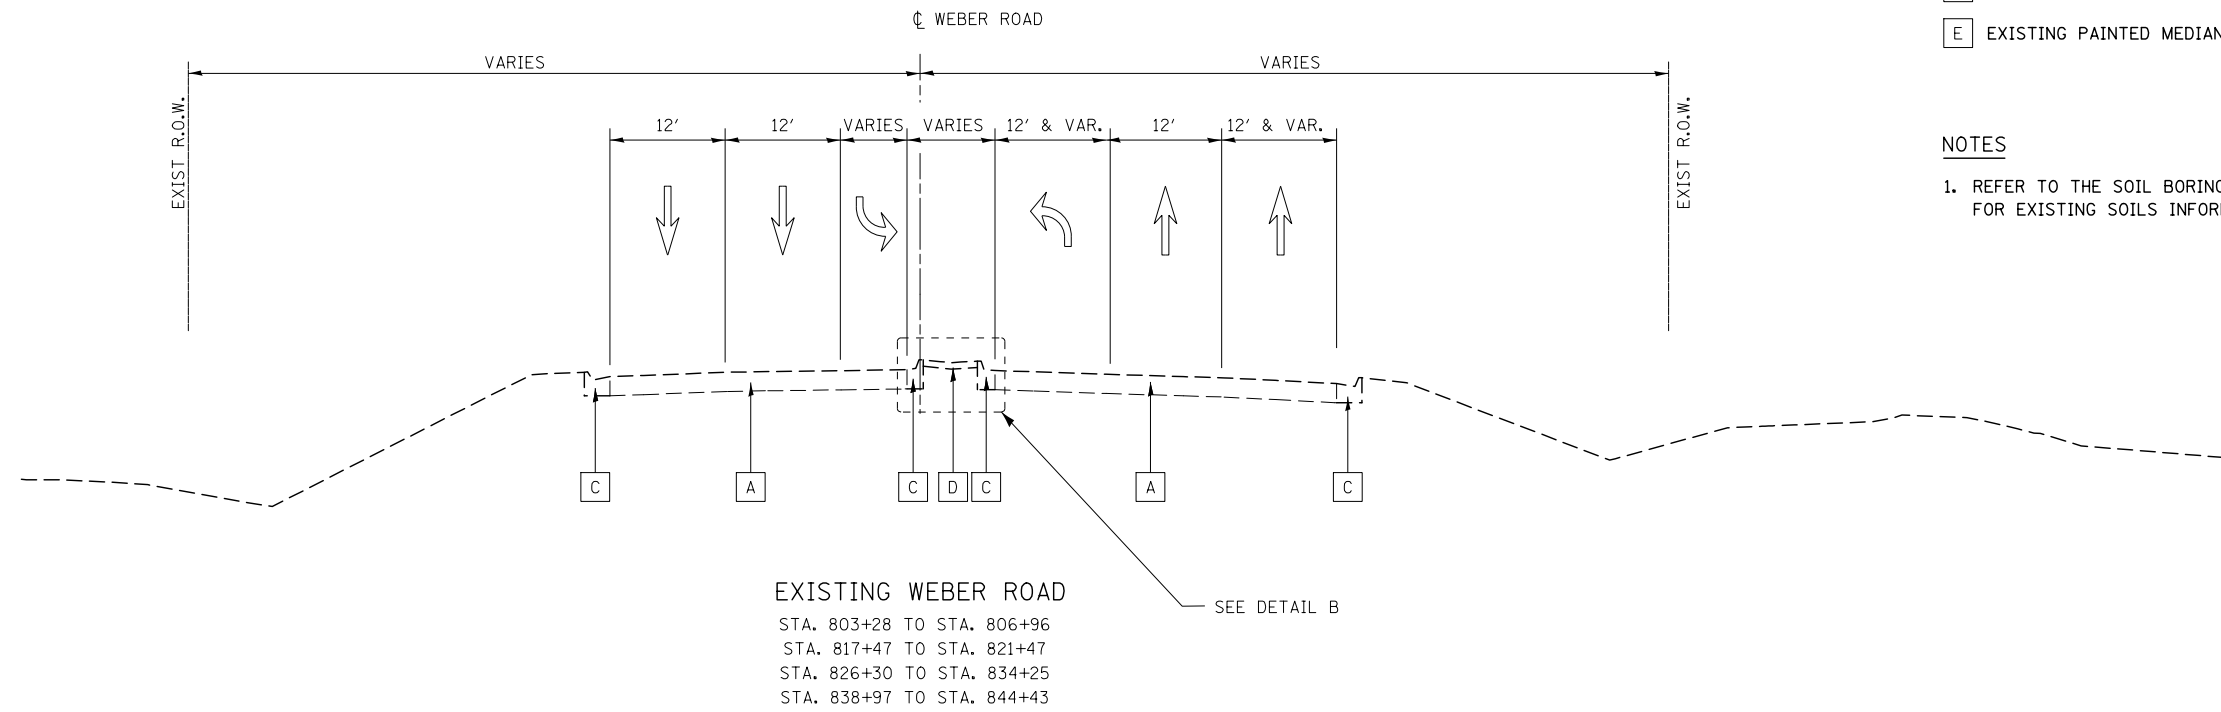 ℄ WEBER ROAD
VARIES
VARIES
EXIST R.O.W.
EXIST R.O.W.
12' 12' VARIES VARIES 12' & VAR. 12' 12' & VAR.
C A C D C A C
SEE DETAIL B
EXISTING WEBER ROAD
STA. 803+28 TO STA. 806+96
STA. 817+47 TO STA. 821+47
STA. 826+30 TO STA. 834+25
STA. 838+97 TO STA. 844+43
E EXISTING PAINTED MEDIAN
NOTES
1. REFER TO THE SOIL BORING
FOR EXISTING SOILS INFOR